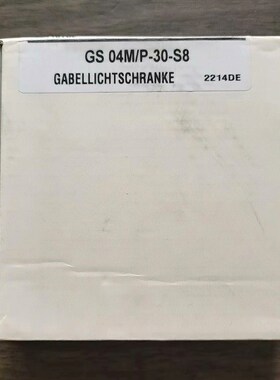 GS 04M/P-30-S8
GABELLICHTSCHRANKE 2214DE